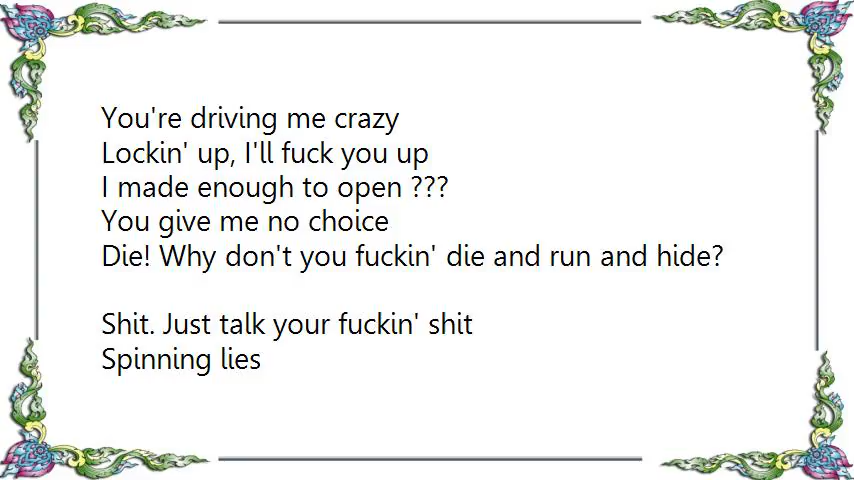 You're driving me crazy
Lockin' up, I'll fuck you up
I made enough to open ???
You give me no choice
Die! Why don't you fuckin' die and run and hide?
Shit. Just talk your fuckin' shit
Spinning lies